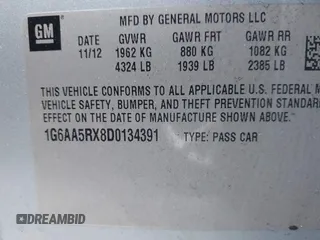 GM
MFD BY GENERAL MOTORS LLC
DATE GVWR GAWR FRT GAWR RR
11/12 1962 KG 880 KG 1082 KG
4324 LB 1939 LB 2385 LB
THIS VEHICLE CONFORMS TO ALL APPLICABLE U.S. FEDERAL M
VEHICLE SAFETY, BUMPER, AND THEFT PREVENTION STANDARD
EFFECT ON THE DATE OF MANUFACTURE SHOWN ABOVE.
1G6AA5RX8D0134391 TYPE: PASS CAR
DREAMBID